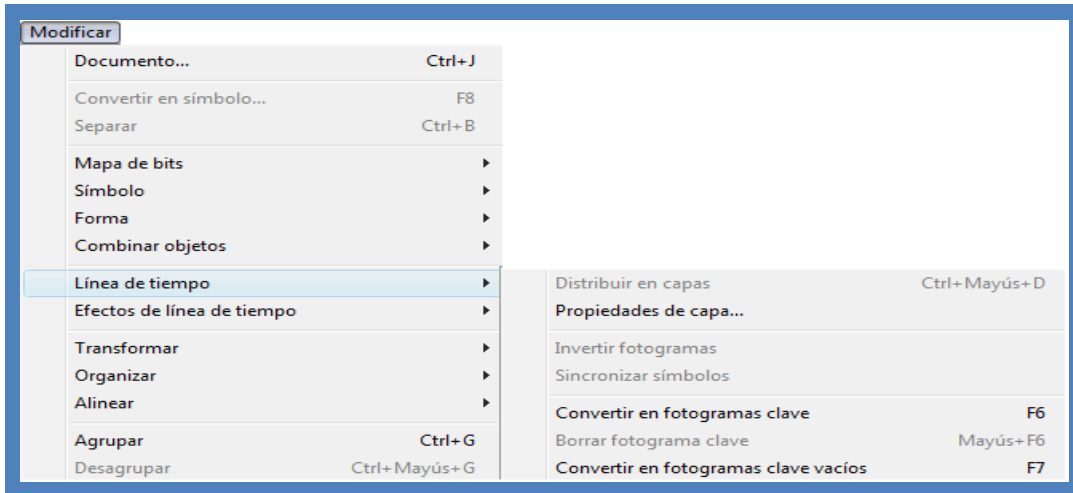 Modificar
Documento... Ctrl+J
Convertir en símbolo... F8
Separar Ctrl+B
Mapa de bits
Símbolo
Forma
Combinar objetos
Línea de tiempo
Efectos de línea de tiempo
Transformar
Organizar
Alinear
Agrupar Ctrl+G
Desagrupar Ctrl+Mayús+G
Distribuir en capas Ctrl+Mayús+D
Propiedades de capa...
Invertir fotogramas
Sincronizar símbolos
Convertir en fotogramas clave F6
Borrar fotograma clave Mayús+F6
Convertir en fotogramas clave vacíos F7